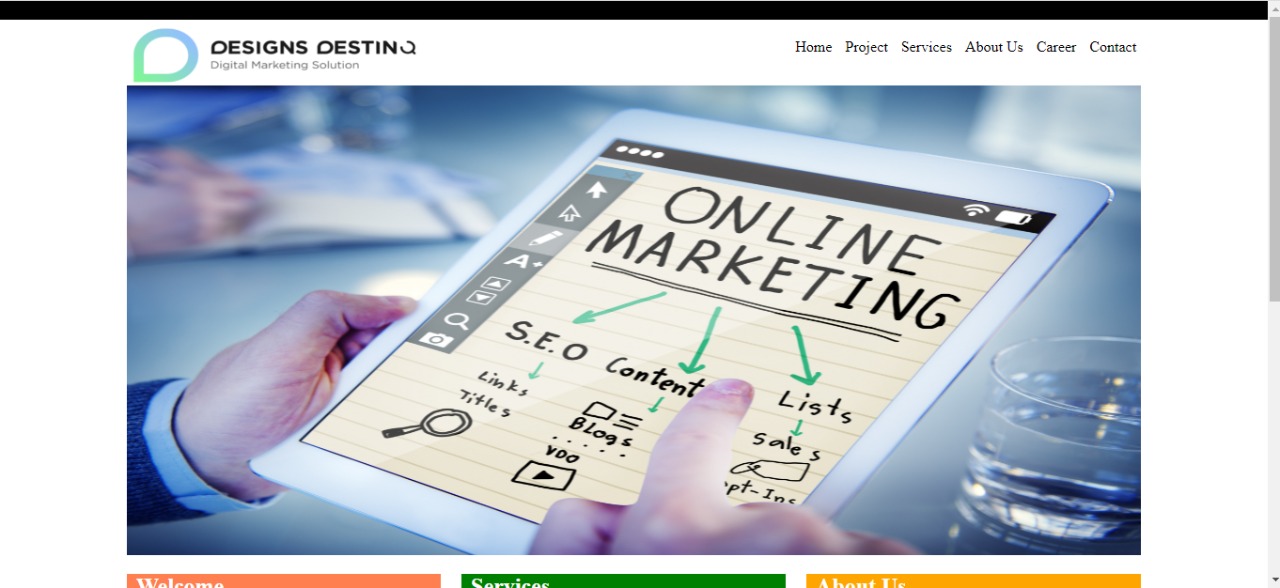 DESIGNS DESTINQ
Digital Marketing Solution
Home Project Services About Us Career Contact
ONLINE
MARKETING
S.E.O
Content
Lists
Links
Titles
Blogs
VDO
Sales
pt-Ins
A+
Welcome
Services
About Us